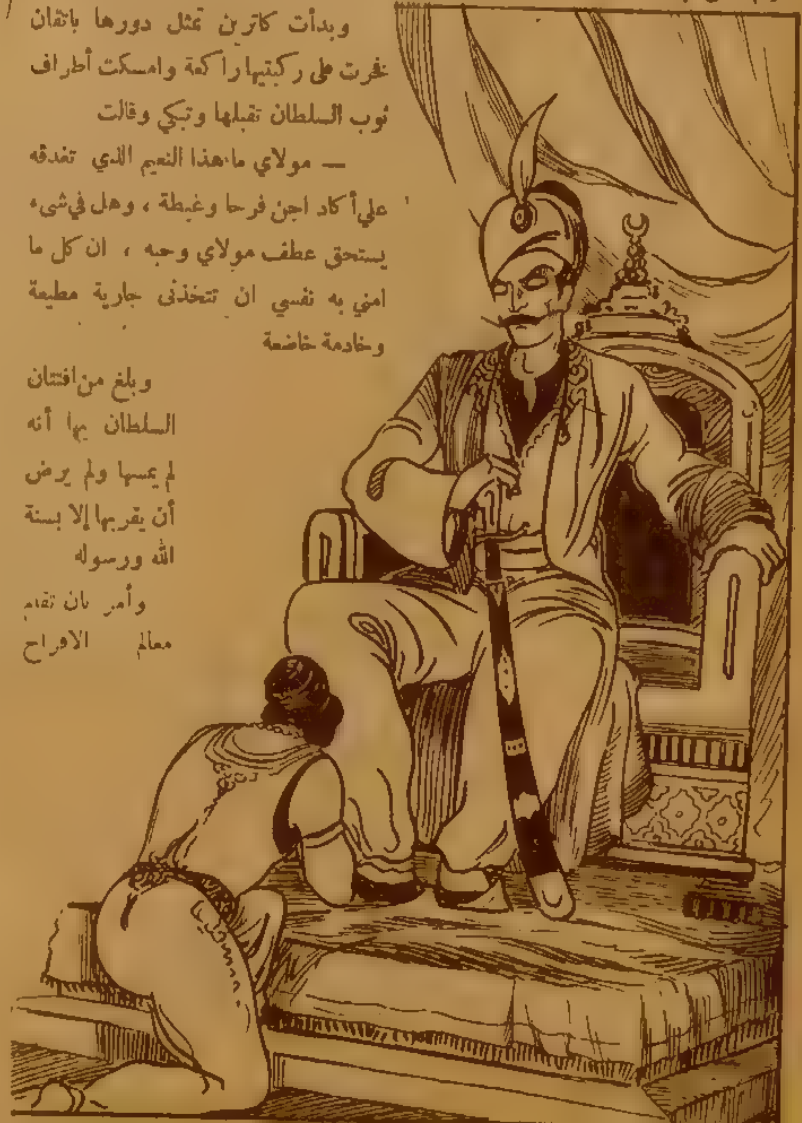 وبدأت كاترين تمثل دورها باتقان
فخرت على ركبتيها راكعة وامسكت أطراف
ثوب السلطان تقبلها وتبكي وقالت
— مولاي ما هذا النعيم الذي تغدقه
علي أكاد اجن فرحا وغبطة ، وهل في شيء
يستحق عطف مولاي وحبه ، ان كل ما
امني به نفسي ان تتخذنى جارية مطيعة
وخادمة خاضعة
وبلغ من افتتان
السلطان بها أنه
لم يمسها ولم يرض
أن يقربها إلا بسنة
الله ورسوله
وأمر بان تقام
معالم الافراح